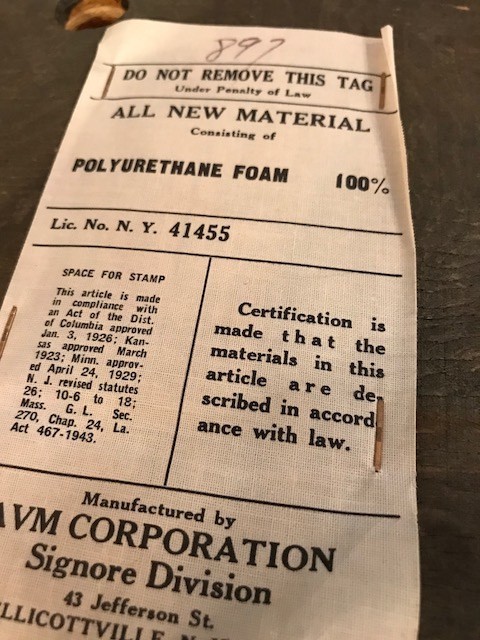 897
DO NOT REMOVE THIS TAG
Under Penalty of Law
ALL NEW MATERIAL
Consisting of
POLYURETHANE FOAM 100%
Lic. No. N. Y. 41455
SPACE FOR STAMP
This article is made
in compliance with
an Act of the Dist.
of Columbia approved
Jan. 3, 1926; Kan-
sas approved March
1923; Minn. approv-
ed April 24, 1929;
N. J. revised statutes
26: 10-6 to 18;
Mass. G. L. Sec.
270, Chap. 24, La.
Act 467-1943.
Certification is
made that the
materials in this
article are de-
scribed in accord
ance with law.
Manufactured by
AVM CORPORATION
Signore Division
43 Jefferson St.
LLICOTTVILLE, N.